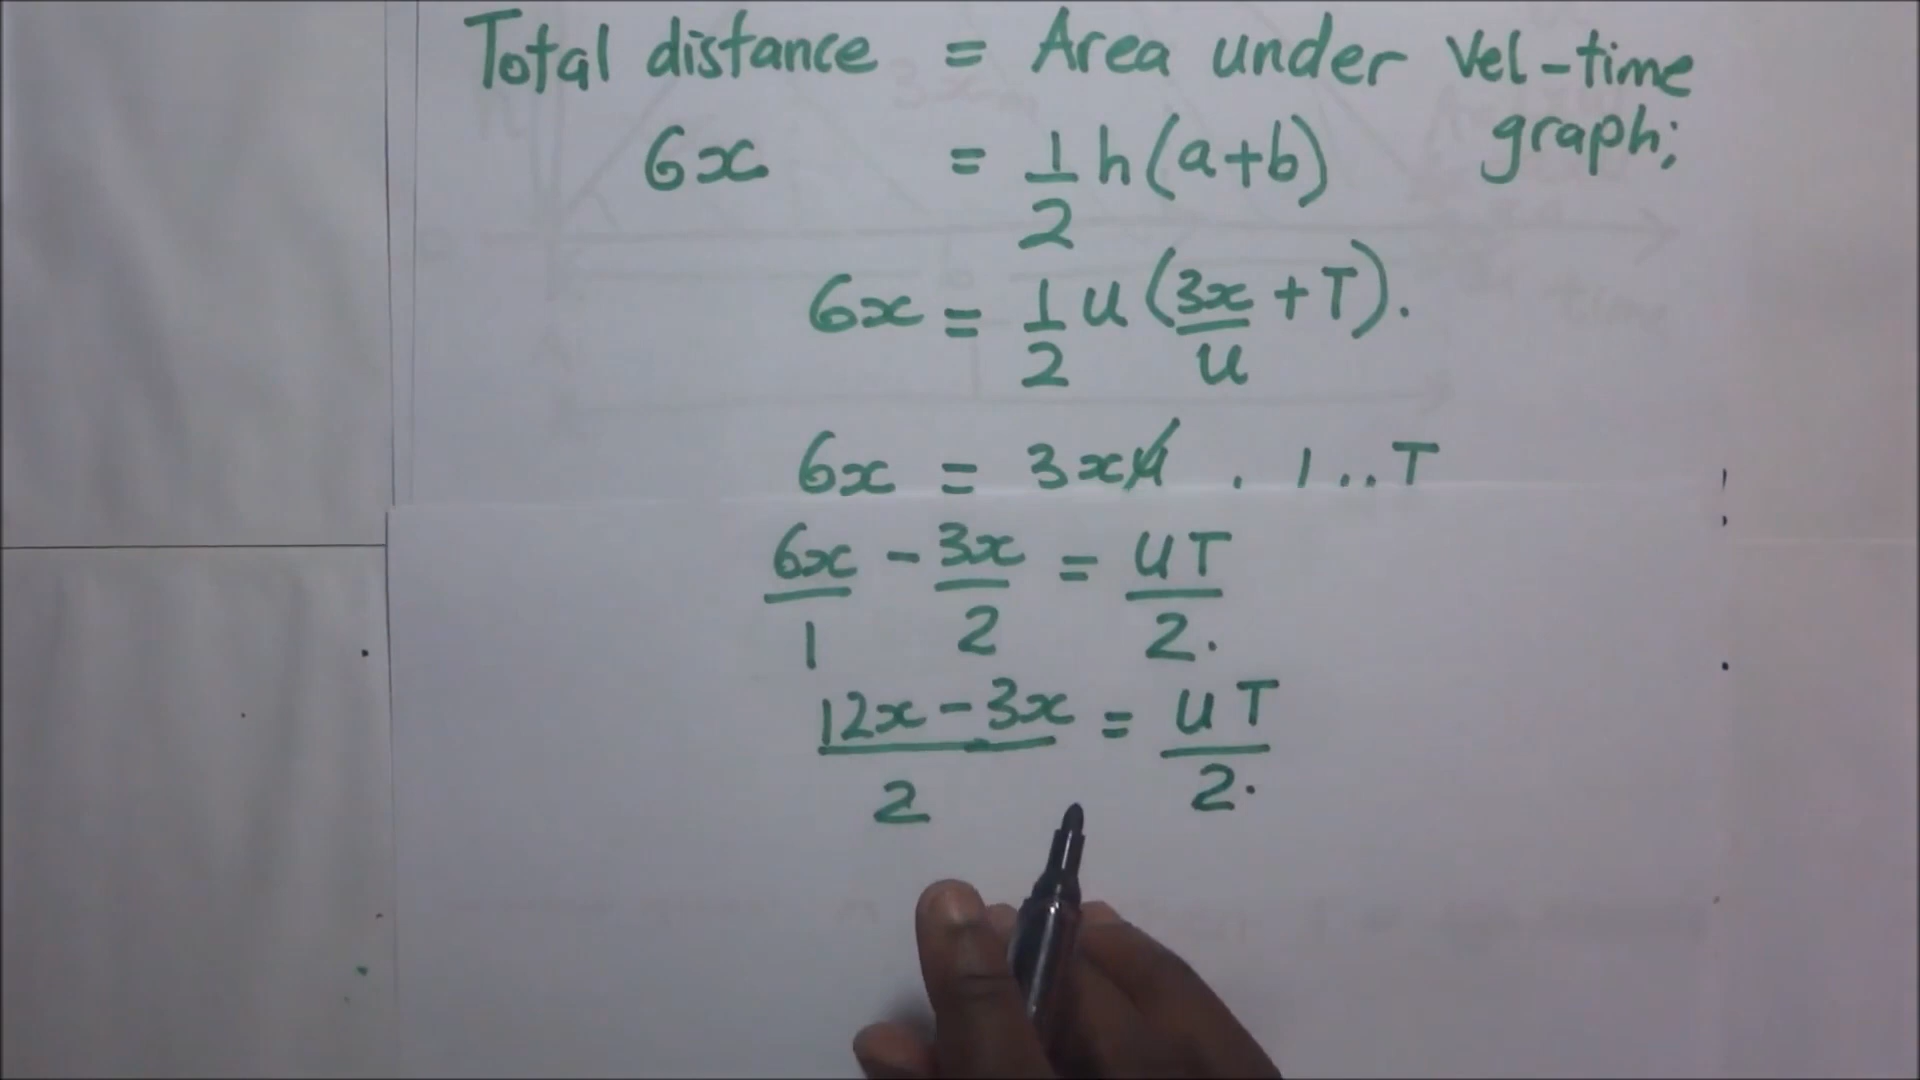 Total distance = Area under Vel-time
graph;
6x = 1/2 h(a+b)
6x = 1/2 u(3x/u + T).
6x = 3xu . 1 .. T
6x/1 - 3x/2 = UT/2.
12x - 3x/2 = UT/2.